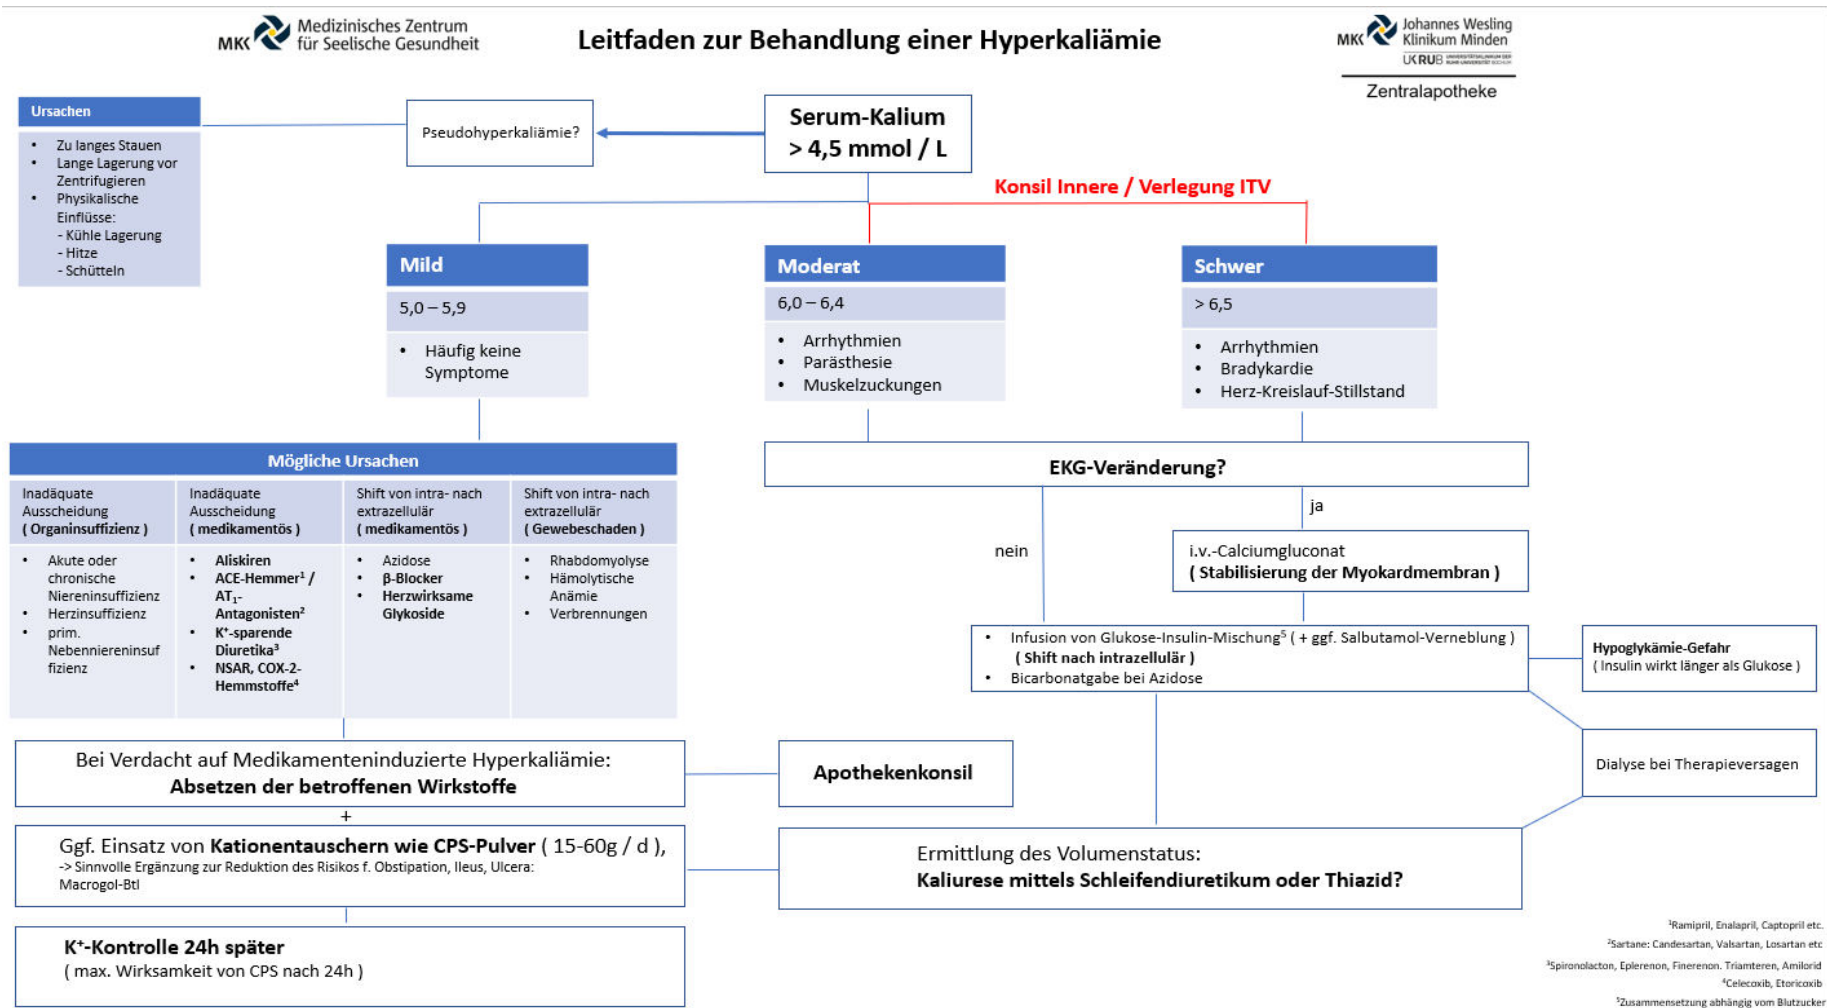 MKK Medizinisches Zentrum
für Seelische Gesundheit
Leitfaden zur Behandlung einer Hyperkaliämie
MKK Johannes Wesling
Klinikum Minden
UK RUB UNIVERSITÄTSKLINIKUM DER
RUHR-UNIVERSITÄT BOCHUM
Zentralapotheke
Ursachen
• Zu langes Stauen
• Lange Lagerung vor
Zentrifugieren
• Physikalische
Einflüsse:
- Kühle Lagerung
- Hitze
- Schütteln
Pseudohyperkaliämie?
Serum-Kalium
> 4,5 mmol / L
Konsil Innere / Verlegung ITV
Mild
5,0 – 5,9
• Häufig keine
Symptome
Moderat
6,0 – 6,4
• Arrhythmien
• Parästhesie
• Muskelzuckungen
Schwer
> 6,5
• Arrhythmien
• Bradykardie
• Herz-Kreislauf-Stillstand
Mögliche Ursachen
Inadäquate
Ausscheidung
( Organinsuffizienz )
• Akute oder
chronische
Niereninsuffizienz
• Herzinsuffizienz
• prim.
Nebenniereninsuf
fizienz
Inadäquate
Ausscheidung
( medikamentös )
• Aliskiren
• ACE-Hemmer¹ /
AT₁-
Antagonisten²
• K⁺-sparende
Diuretika³
• NSAR, COX-2-
Hemmstoffe⁴
Shift von intra- nach
extrazellulär
( medikamentös )
• Azidose
• β-Blocker
• Herzwirksame
Glykoside
Shift von intra- nach
extrazellulär
( Gewebeschaden )
• Rhabdomyolyse
• Hämolytische
Anämie
• Verbrennungen
EKG-Veränderung?
nein
ja
i.v.-Calciumgluconat
( Stabilisierung der Myokardmembran )
• Infusion von Glukose-Insulin-Mischung⁵ ( + ggf. Salbutamol-Verneblung )
( Shift nach intrazellulär )
• Bicarbonatgabe bei Azidose
Hypoglykämie-Gefahr
( Insulin wirkt länger als Glukose )
Dialyse bei Therapieversagen
Bei Verdacht auf Medikamenteninduzierte Hyperkaliämie:
Absetzen der betroffenen Wirkstoffe
Apothekenkonsil
+
Ggf. Einsatz von Kationentauschern wie CPS-Pulver ( 15-60g / d ),
-> Sinnvolle Ergänzung zur Reduktion des Risikos f. Obstipation, Ileus, Ulcera:
Macrogol-Btl
Ermittlung des Volumenstatus:
Kaliurese mittels Schleifendiuretikum oder Thiazid?
K⁺-Kontrolle 24h später
( max. Wirksamkeit von CPS nach 24h )
¹Ramipril, Enalapril, Captopril etc.
²Sartane: Candesartan, Valsartan, Losartan etc
³Spironolacton, Eplerenon, Finerenon. Triamteren, Amilorid
⁴Celecoxib, Etoricoxib
⁵Zusammensetzung abhängig vom Blutzucker